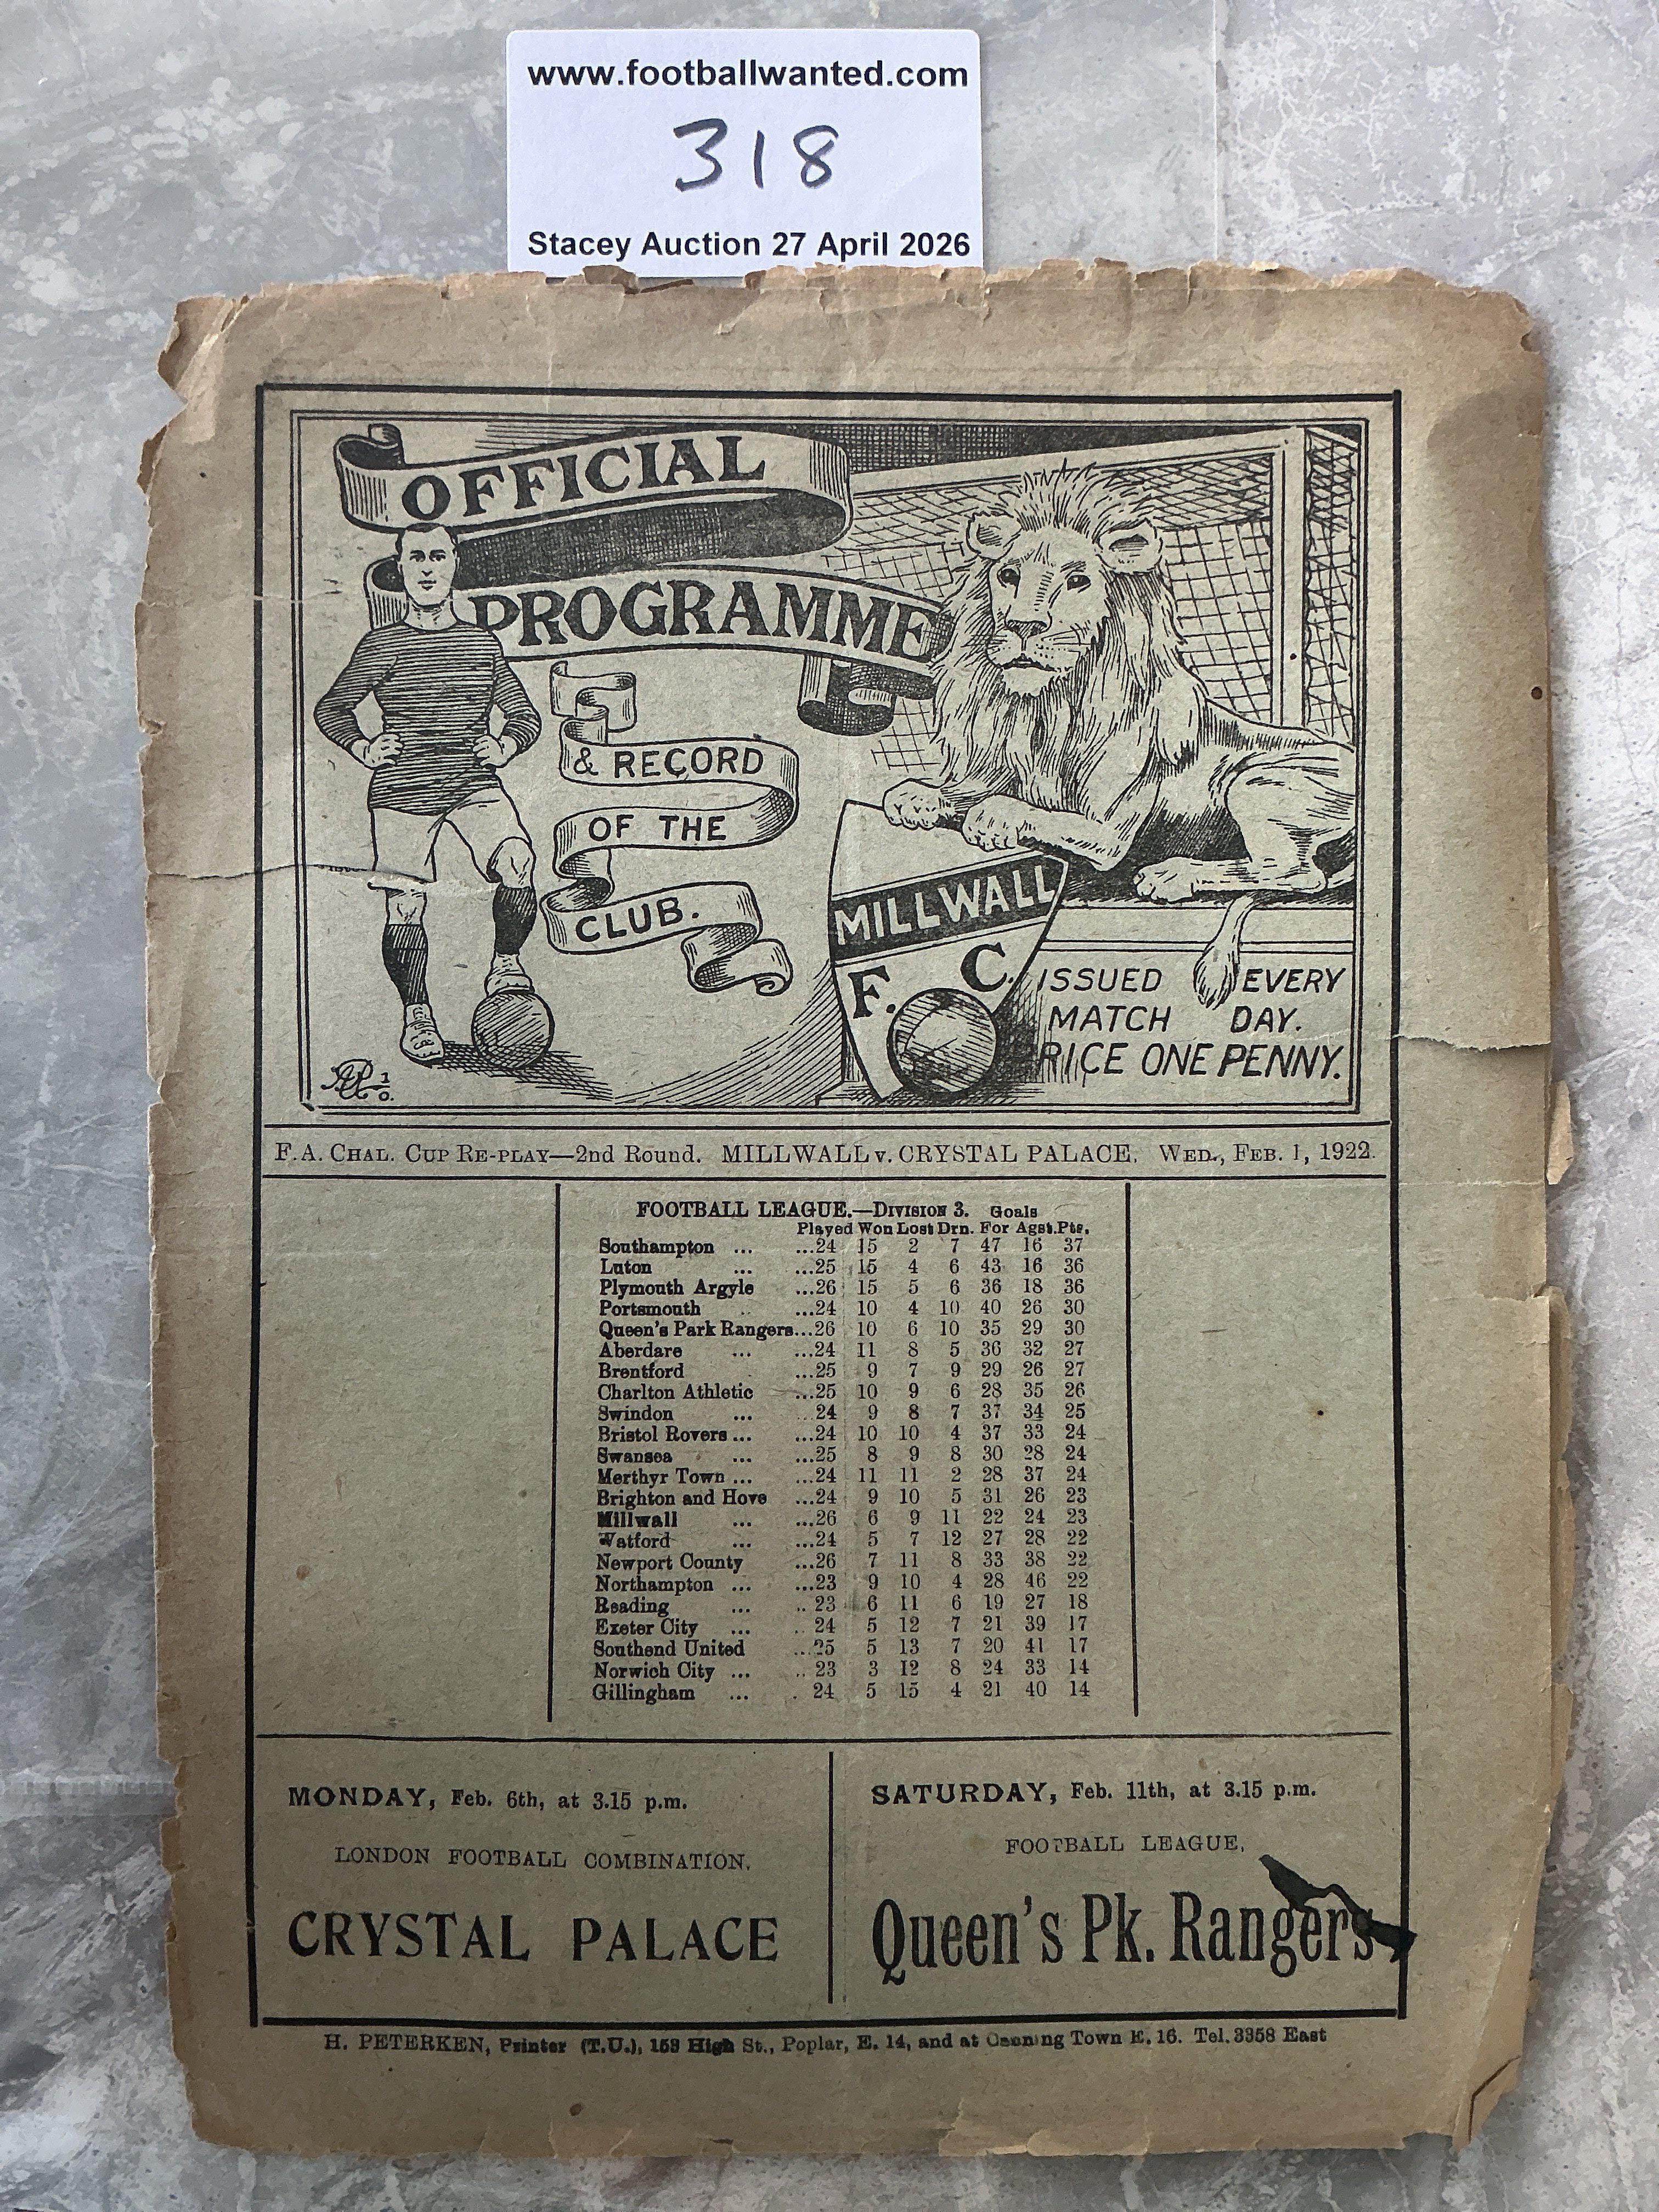 www.footballwanted.com
318
Stacey Auction 27 April 2026
OFFICIAL
PROGRAMME
& RECORD
OF THE
CLUB.
MILLWALL
F. C.
ISSUED EVERY
MATCH DAY.
PRICE ONE PENNY.
F.A. CHAL. CUP RE-PLAY—2nd Round. MILLWALL v. CRYSTAL PALACE. WED., FEB. 1, 1922.
FOOTBALL LEAGUE.—DIVISION 3. Goals
Played Won Lost Drn. For Agst. Pts.
Southampton ... ...24 15 2 7 47 16 37
Luton ... ...25 15 4 6 43 16 36
Plymouth Argyle ...26 15 5 6 36 18 36
Portsmouth .. ...24 10 4 10 40 26 30
Queen's Park Rangers...26 10 6 10 35 29 30
Aberdare ... ...24 11 8 5 36 32 27
Brentford . ...25 9 7 9 29 26 27
Charlton Athletic ...25 10 9 6 28 35 26
Swindon ... ..24 9 8 7 37 34 25
Bristol Rovers ... ...24 10 10 4 37 33 24
Swansea ... ...25 8 9 8 30 28 24
Merthyr Town ... ...24 11 11 2 28 37 24
Brighton and Hove ...24 9 10 5 31 26 23
Millwall ... ...26 6 9 11 22 24 23
Watford ... ...24 5 7 12 27 28 22
Newport County ...26 7 11 8 33 38 22
Northampton ... ...23 9 10 4 28 46 22
Reading ... .. 23 6 11 6 19 27 18
Exeter City ... .. 24 5 12 7 21 39 17
Southend United ...25 5 13 7 20 41 17
Norwich City ... .. 23 3 12 8 24 33 14
Gillingham ... . 24 5 15 4 21 40 14
MONDAY, Feb. 6th, at 3.15 p.m.
LONDON FOOTBALL COMBINATION.
CRYSTAL PALACE
SATURDAY, Feb. 11th, at 3.15 p.m.
FOOTBALL LEAGUE,
Queen's Pk. Rangers
H. PETERKEN, Printer (T.U.), 159 High St., Poplar, E. 14, and at Canning Town E. 16. Tel. 3358 East